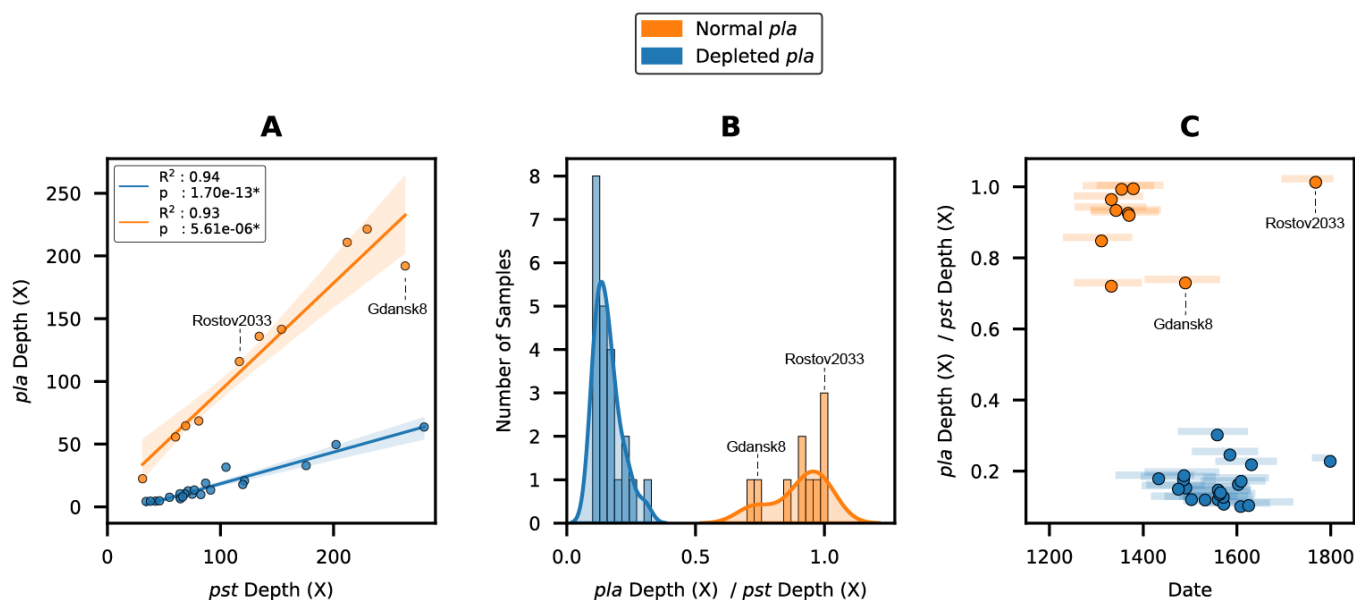 Normal pla
Depleted pla
A
B
C
R² : 0.94
p : 1.70e-13*
R² : 0.93
p : 5.61e-06*
Rostov2033
Gdansk8
250
200
150
100
50
0
pla Depth (X)
0
100
200
pst Depth (X)
Gdansk8
Rostov2033
8
7
6
5
4
3
2
1
0
Number of Samples
0.0
0.5
1.0
pla Depth (X) / pst Depth (X)
Rostov2033
Gdansk8
1.0
0.8
0.6
0.4
0.2
pla Depth (X) / pst Depth (X)
1200
1400
1600
1800
Date